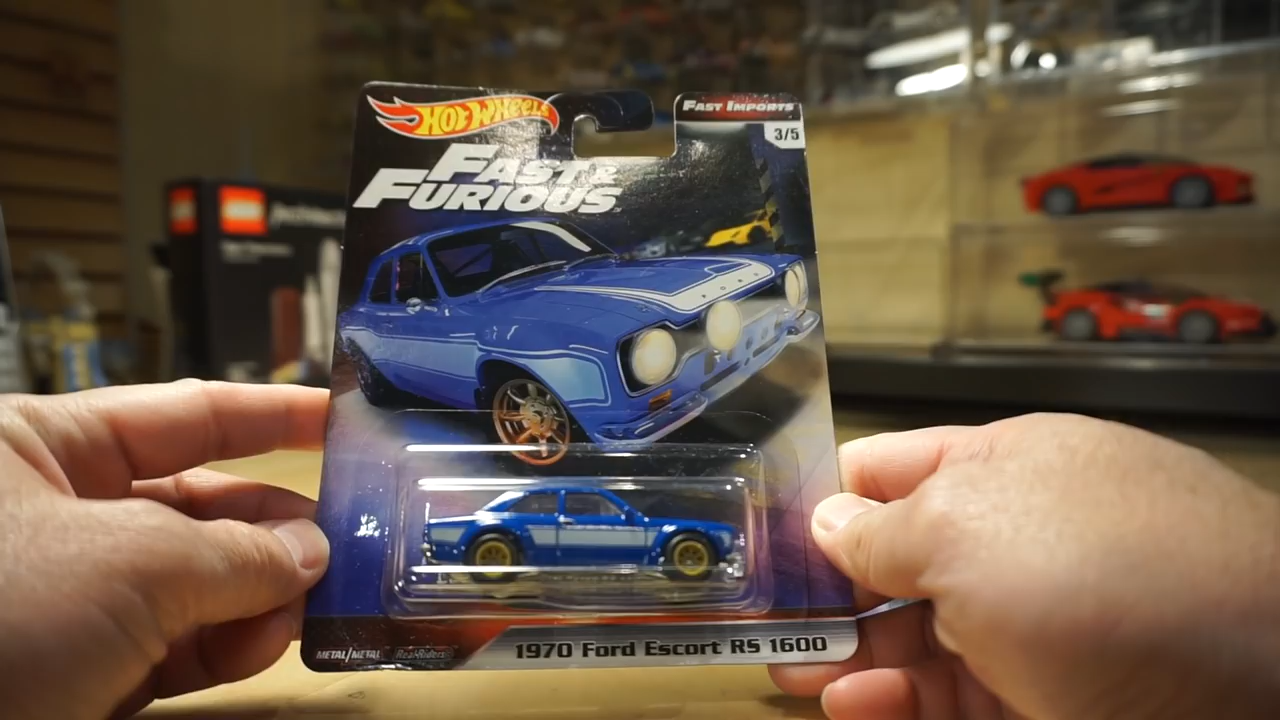 HOT WHEELS
FAST IMPORTS
3/5
FAST &
FURIOUS
FORD
1970 Ford Escort RS 1600
METAL/METAL
Real Riders